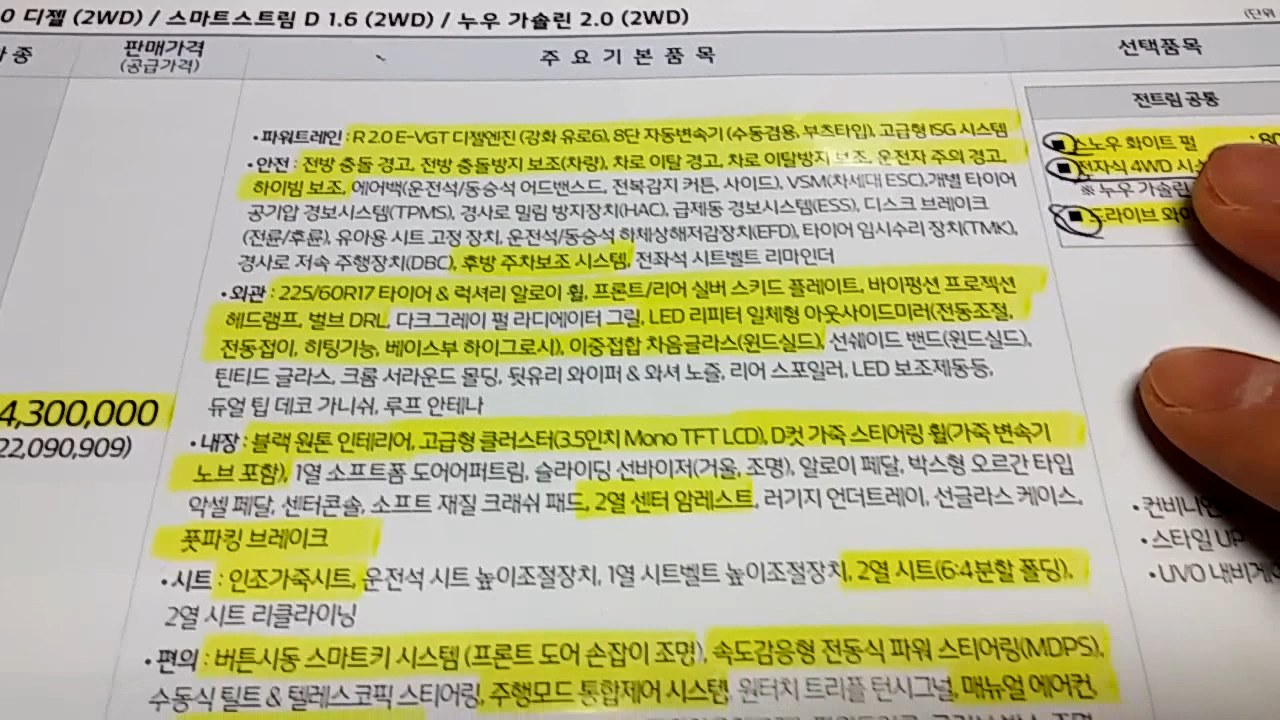 0 디젤 (2WD) / 스마트스트림 D 1.6 (2WD) / 누우 가솔린 2.0 (2WD)
(단위
종 판매가격 주 요 기 본 품 목 선택품목
(공급가격)
전트림 공통
• 파워트레인 : R 2.0 E-VGT 디젤엔진 (강화 유로6), 8단 자동변속기 (수동겸용, 부츠타입), 고급형 ISG 시스템
• 안전 : 전방 충돌 경고, 전방 충돌방지 보조(차량), 차로 이탈 경고, 차로 이탈방지 보조, 운전자 주의 경고,
하이빔 보조, 에어백(운전석/동승석 어드밴스드, 전복감지 커튼, 사이드), VSM(차세대 ESC),개별 타이어
공기압 경보시스템(TPMS), 경사로 밀림 방지장치(HAC), 급제동 경보시스템(ESS), 디스크 브레이크
(전륜/후륜), 유아용 시트 고정 장치, 운전석/동승석 하체상해저감장치(EFD), 타이어 임시수리 장치(TMK),
경사로 저속 주행장치(DBC), 후방 주차보조 시스템, 전좌석 시트벨트 리마인더
■ 스노우 화이트 펄 : 80
■ 전자식 4WD 시스
※ 누우 가솔린
■ 드라이브 와이
• 외관 : 225/60R17 타이어 & 럭셔리 알로이 휠, 프론트/리어 실버 스키드 플레이트, 바이펑션 프로젝션
헤드램프, 벌브 DRL, 다크그레이 펄 라디에이터 그릴, LED 리피터 일체형 아웃사이드미러(전동조절,
전동접이, 히팅기능, 베이스부 하이그로시), 이중접합 차음글라스(윈드실드), 선쉐이드 밴드(윈드실드),
틴티드 글라스, 크롬 서라운드 몰딩, 뒷유리 와이퍼 & 와셔 노즐, 리어 스포일러, LED 보조제동등,
듀얼 팁 데코 가니쉬, 루프 안테나
4,300,000
22,090,909)
• 내장 : 블랙 원톤 인테리어, 고급형 클러스터(3.5인치 Mono TFT LCD), D컷 가죽 스티어링 휠(가죽 변속기
노브 포함), 1열 소프트폼 도어어퍼트림, 슬라이딩 선바이저(거울, 조명), 알로이 페달, 박스형 오르간 타입
악셀 페달, 센터콘솔, 소프트 재질 크래쉬 패드, 2열 센터 암레스트, 러기지 언더트레이, 선글라스 케이스,
풋파킹 브레이크
• 컨비니언
• 스타일 UP
• UVO 내비게
• 시트 : 인조가죽시트, 운전석 시트 높이조절장치, 1열 시트벨트 높이조절장치, 2열 시트(6:4분할 폴딩),
2열 시트 리클라이닝
• 편의 : 버튼시동 스마트키 시스템 (프론트 도어 손잡이 조명), 속도감응형 전동식 파워 스티어링(MDPS),
수동식 틸트 & 텔레스코픽 스티어링, 주행모드 통합제어 시스템, 원터치 트리플 턴시그널, 매뉴얼 에어컨,